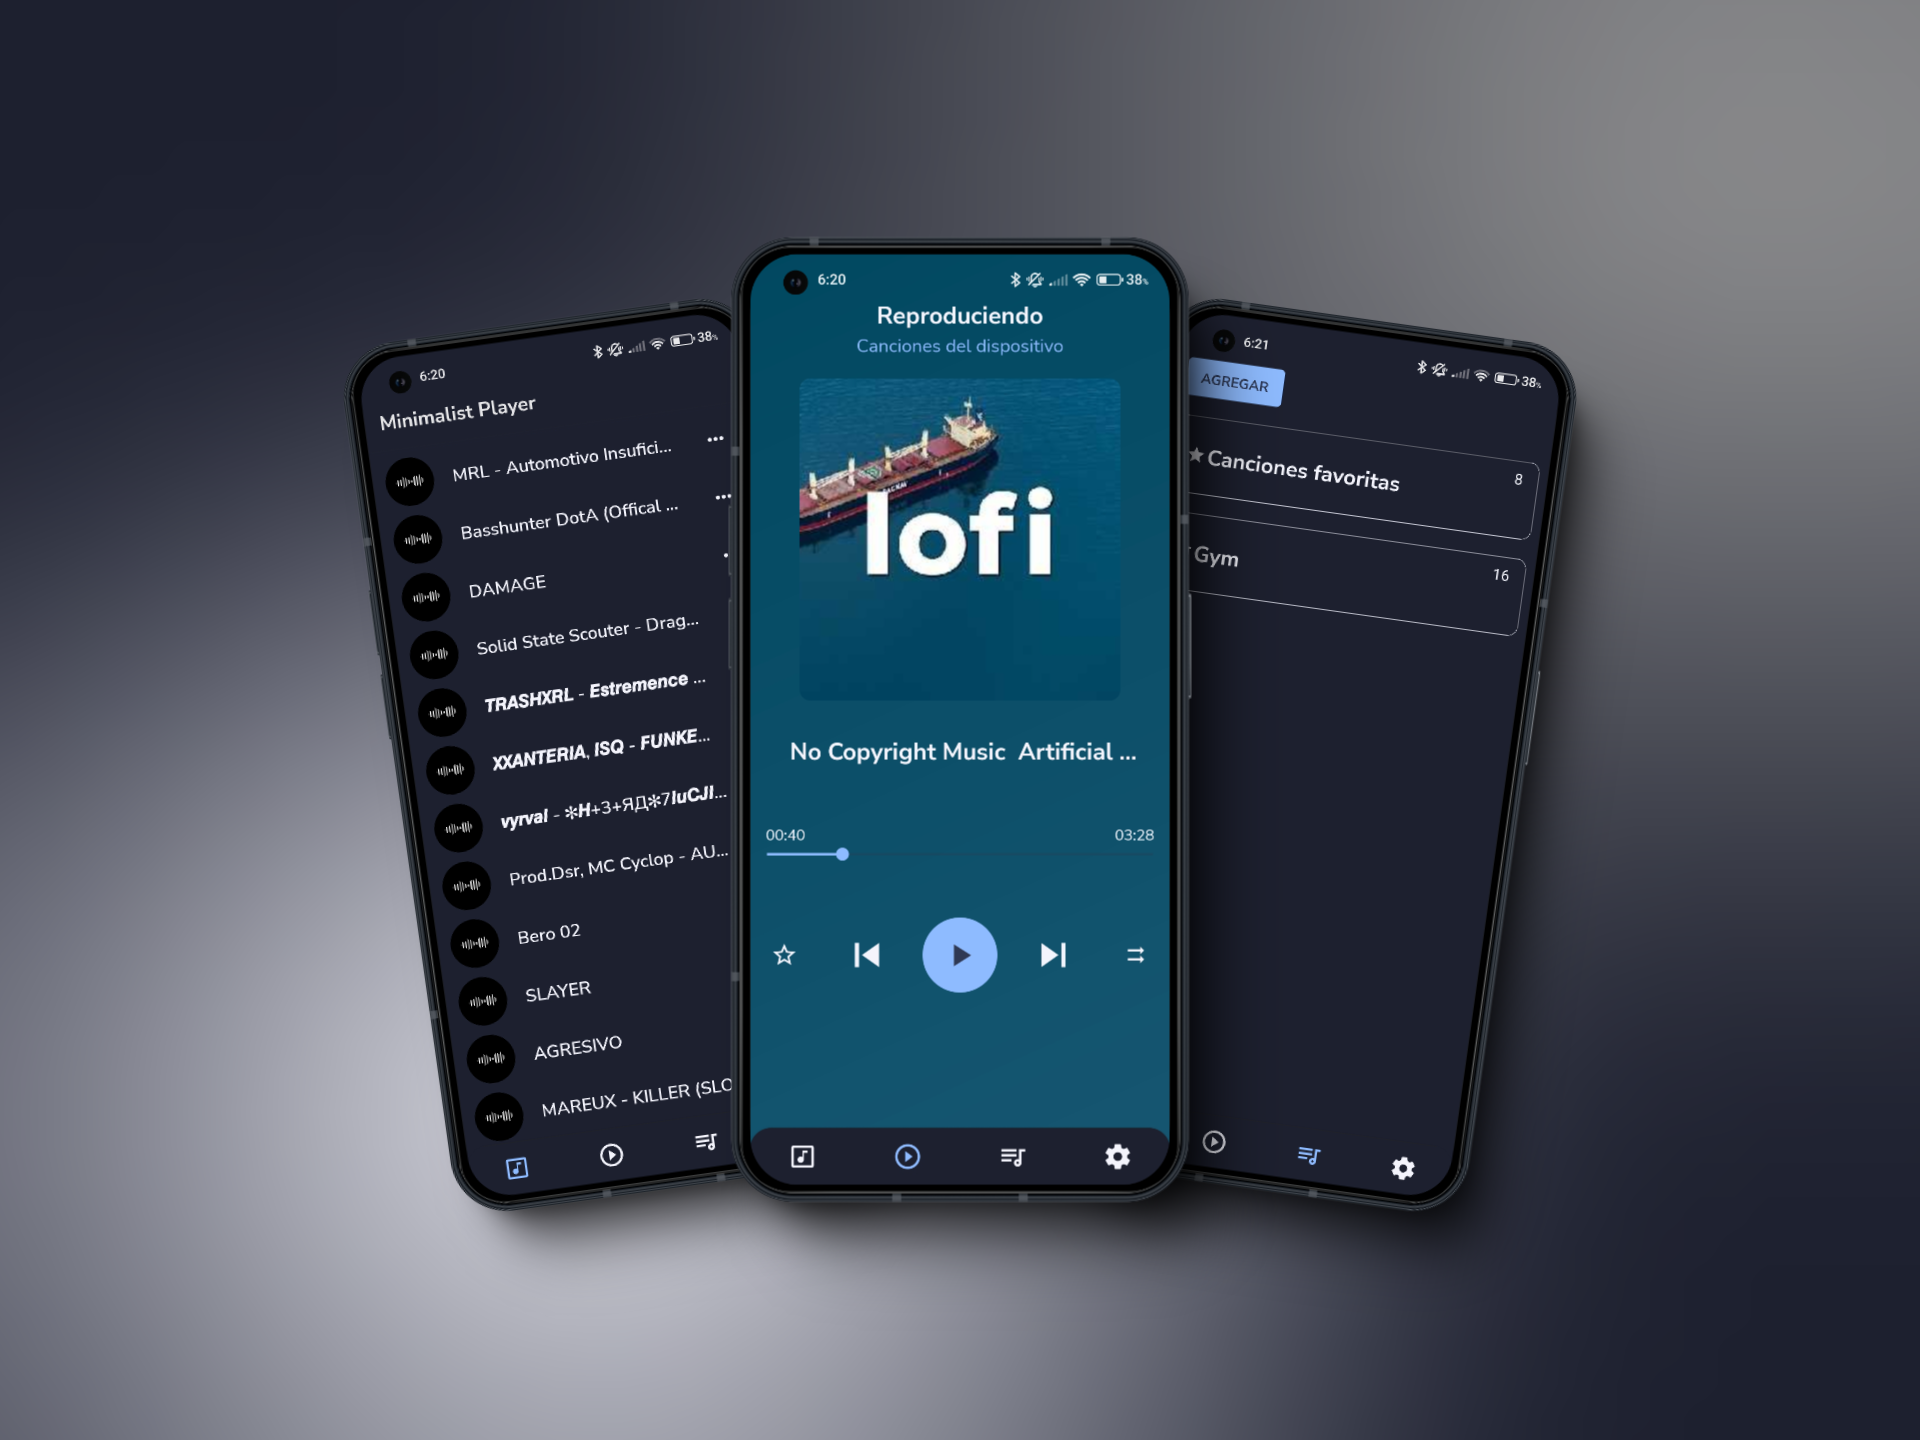 6:20
38%
Minimalist Player
MRL - Automotivo Insufici...
Basshunter DotA (Offical ...
DAMAGE
Solid State Scouter - Drag...
TRASHXRL - Estremence ...
XXANTERIA, ISQ - FUNKE...
vyrval - ✻H+3+ЯД✻7luCJI...
Prod.Dsr, MC Cyclop - AU...
Bero 02
SLAYER
AGRESIVO
MAREUX - KILLER (SLO
6:20
38%
Reproduciendo
Canciones del dispositivo
lofi
No Copyright Music  Artificial ...
00:40
03:28
6:21
38%
AGREGAR
Canciones favoritas
8
Gym
16